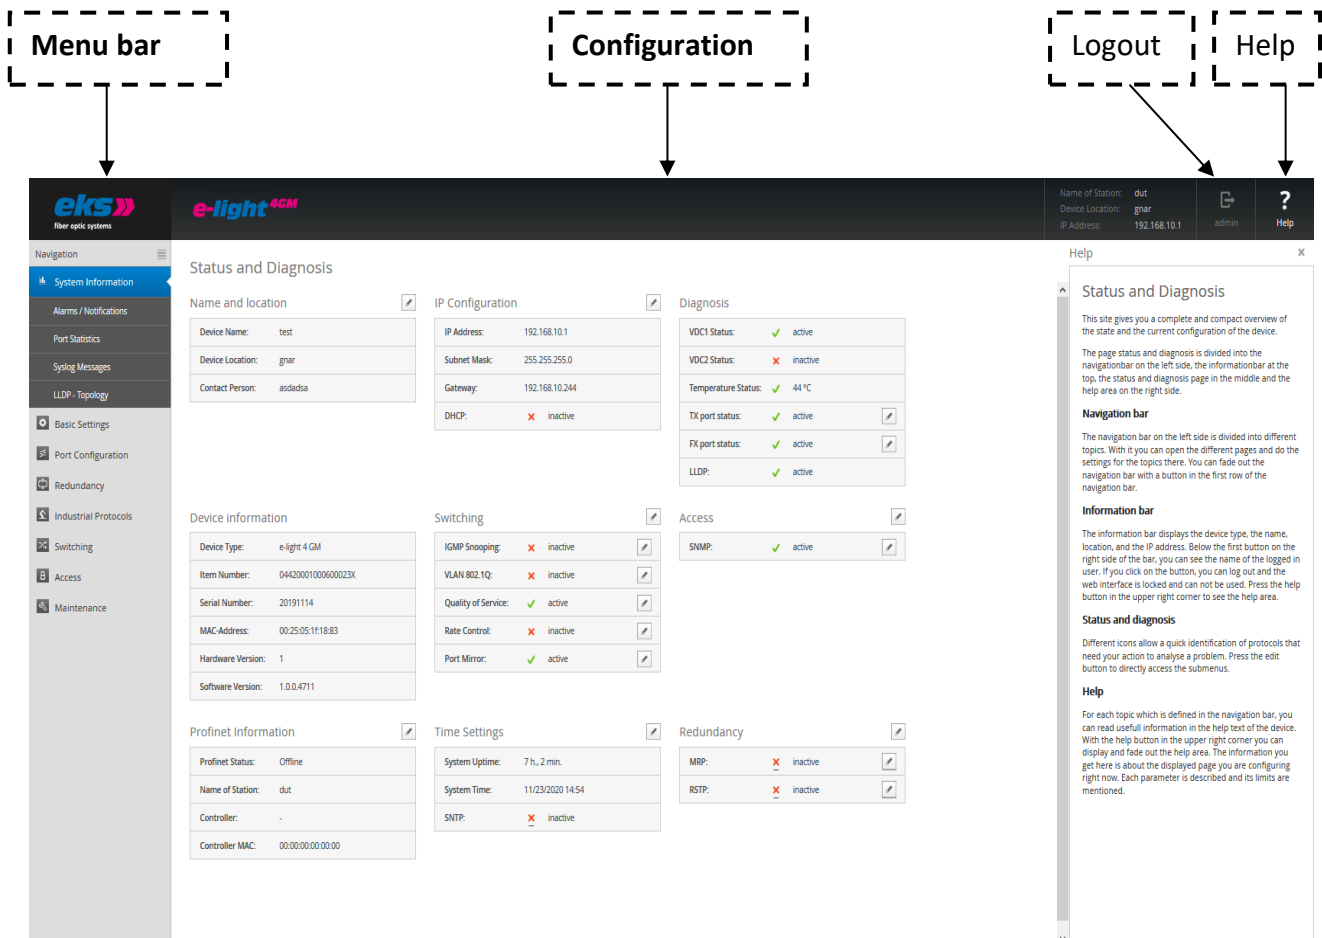 Menu bar
Configuration
Logout
Help
eks
fiber optic systems
e-light 4GM
Name of Station: dut
Device Location: gnar
IP Address: 192.168.10.1
admin
?
Help
Navigation
System Information
Alarms / Notifications
Port Statistics
Syslog Messages
LLDP - Topology
Basic Settings
Port Configuration
Redundancy
Industrial Protocols
Switching
Access
Maintenance
Status and Diagnosis
Name and location
Device Name: test
Device Location: gnar
Contact Person: asdadsa
IP Configuration
IP Address: 192.168.10.1
Subnet Mask: 255.255.255.0
Gateway: 192.168.10.244
DHCP: inactive
Diagnosis
VDC1 Status: active
VDC2 Status: inactive
Temperature Status: 44 °C
TX port status: active
FX port status: active
LLDP: active
Device information
Device Type: e-light 4 GM
Item Number: 04420001000600023X
Serial Number: 20191114
MAC-Address: 00:25:05:1f:18:83
Hardware Version: 1
Software Version: 1.0.0.4711
Switching
IGMP Snooping: inactive
VLAN 802.1Q: inactive
Quality of Service: active
Rate Control: inactive
Port Mirror: active
Access
SNMP: active
Profinet Information
Profinet Status: Offline
Name of Station: dut
Controller: -
Controller MAC: 00:00:00:00:00:00
Time Settings
System Uptime: 7 h., 2 min.
System Time: 11/23/2020 14:54
SNTP: inactive
Redundancy
MRP: inactive
RSTP: inactive
Help x
Status and Diagnosis
This site gives you a complete and compact overview of
the state and the current configuration of the device.
The page status and diagnosis is divided into the
navigationbar on the left side, the informationbar at the
top, the status and diagnosis page in the middle and the
help area on the right side.
Navigation bar
The navigation bar on the left side is divided into different
topics. With it you can open the different pages and do the
settings for the topics there. You can fade out the
navigation bar with a button in the first row of the
navigation bar.
Information bar
The information bar displays the device type, the name,
location, and the IP address. Below the first button on the
right side of the bar, you can see the name of the logged in
user. If you click on the button, you can log out and the
web interface is locked and can not be used. Press the help
button in the upper right corner to see the help area.
Status and diagnosis
Different icons allow a quick identification of protocols that
need your action to analyse a problem. Press the edit
button to directly access the submenus.
Help
For each topic which is defined in the navigation bar, you
can read usefull information in the help text of the device.
With the help button in the upper right corner you can
display and fade out the help area. The information you
get here is about the displayed page you are configuring
right now. Each parameter is described and its limits are
mentioned.